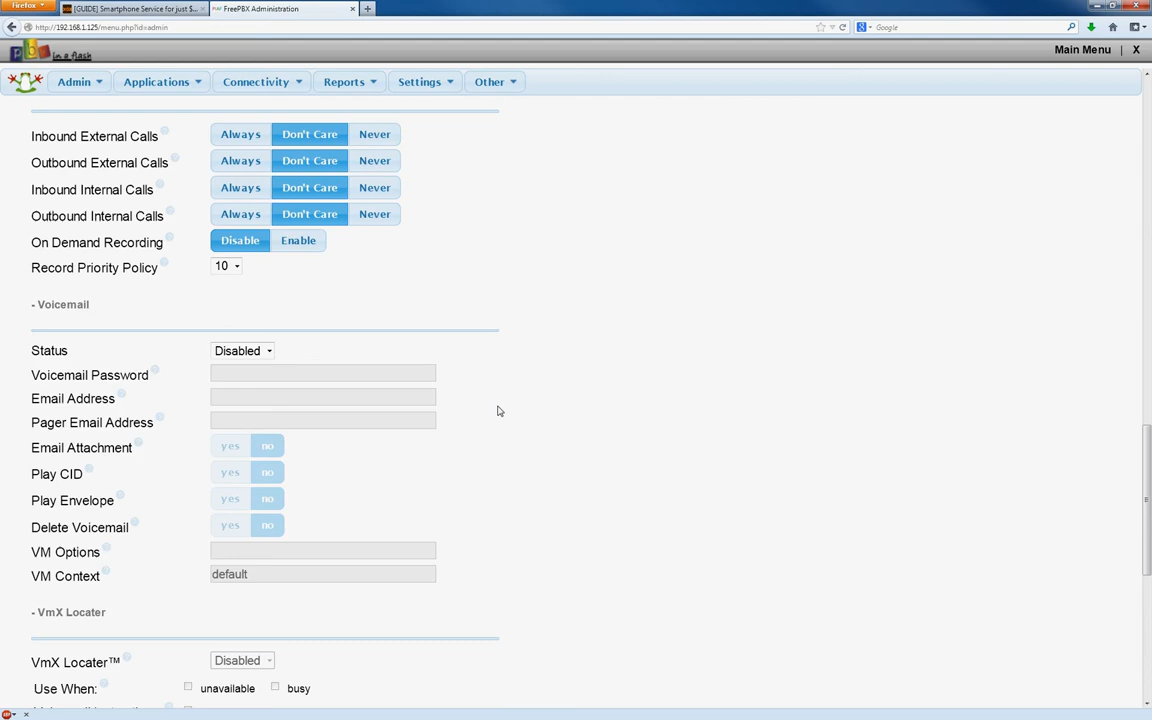 Firefox
[GUIDE] Smartphone Service for just $...
FreePBX Administration
http://192.168.1.125/menu.php?id=admin
Google
pbx in a flash
Main Menu | X
Admin Applications Connectivity Reports Settings Other
Inbound External Calls Always Don't Care Never
Outbound External Calls Always Don't Care Never
Inbound Internal Calls Always Don't Care Never
Outbound Internal Calls Always Don't Care Never
On Demand Recording Disable Enable
Record Priority Policy 10
- Voicemail
Status Disabled
Voicemail Password
Email Address
Pager Email Address
Email Attachment yes no
Play CID yes no
Play Envelope yes no
Delete Voicemail yes no
VM Options
VM Context default
- VmX Locater
VmX Locater™ Disabled
Use When: unavailable busy